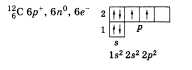 ¹²₆C 6p⁺, 6n⁰, 6e⁻
2 ↑↓ ↑ ↑
1 ↑↓ p
s
1s² 2s² 2p²